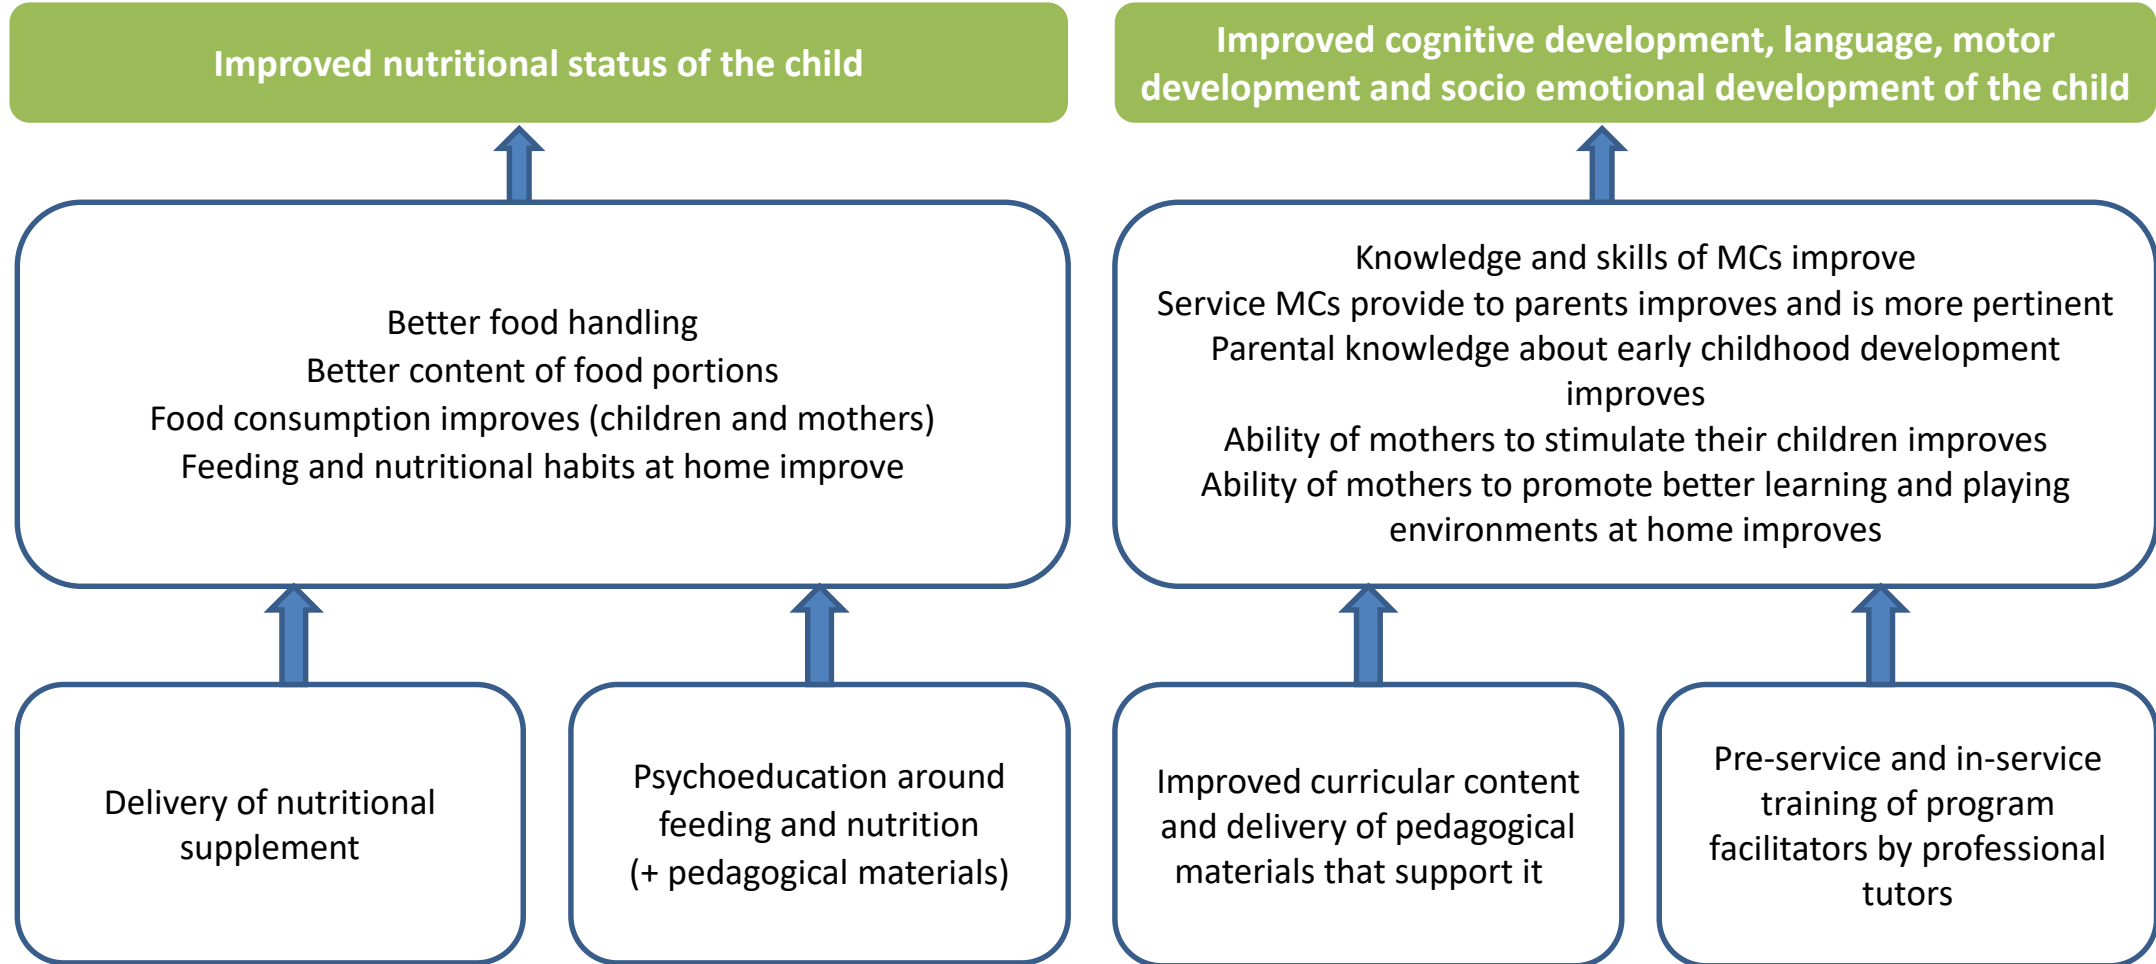 Improved nutritional status of the child
Improved cognitive development, language, motor
development and socio emotional development of the child
Better food handling
Better content of food portions
Food consumption improves (children and mothers)
Feeding and nutritional habits at home improve
Knowledge and skills of MCs improve
Service MCs provide to parents improves and is more pertinent
Parental knowledge about early childhood development
improves
Ability of mothers to stimulate their children improves
Ability of mothers to promote better learning and playing
environments at home improves
Delivery of nutritional
supplement
Psychoeducation around
feeding and nutrition
(+ pedagogical materials)
Improved curricular content
and delivery of pedagogical
materials that support it
Pre-service and in-service
training of program
facilitators by professional
tutors